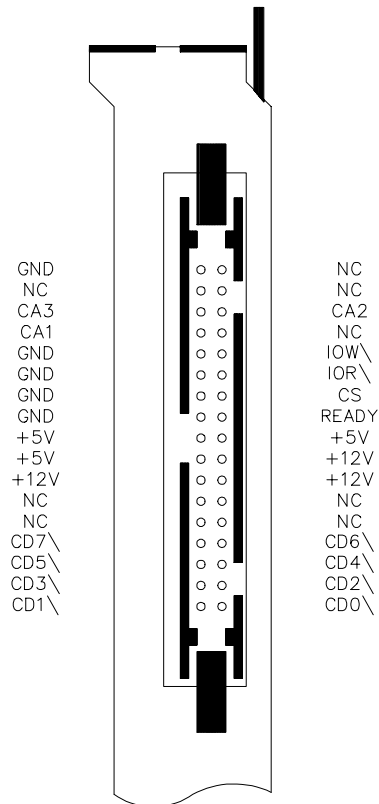 GND NC
NC NC
CA3 CA2
CA1 NC
GND IOW\
GND IOR\
GND CS
GND READY
+5V +5V
+5V +12V
+12V +12V
NC NC
NC NC
CD7\ CD6\
CD5\ CD4\
CD3\ CD2\
CD1\ CD0\